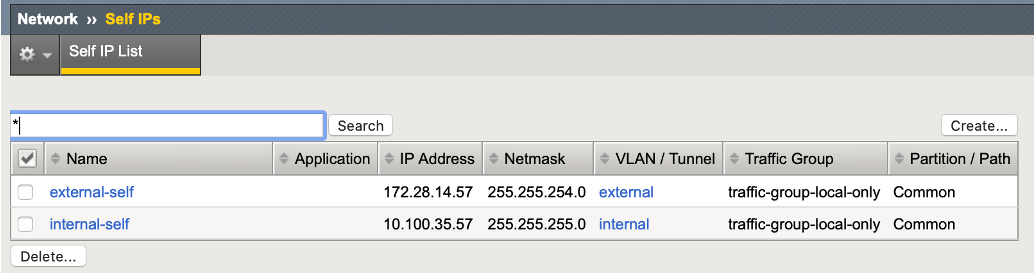 Network ›› Self IPs
Self IP List
*
Search
Create...
Name Application IP Address Netmask VLAN / Tunnel Traffic Group Partition / Path
external-self 172.28.14.57 255.255.254.0 external traffic-group-local-only Common
internal-self 10.100.35.57 255.255.255.0 internal traffic-group-local-only Common
Delete...